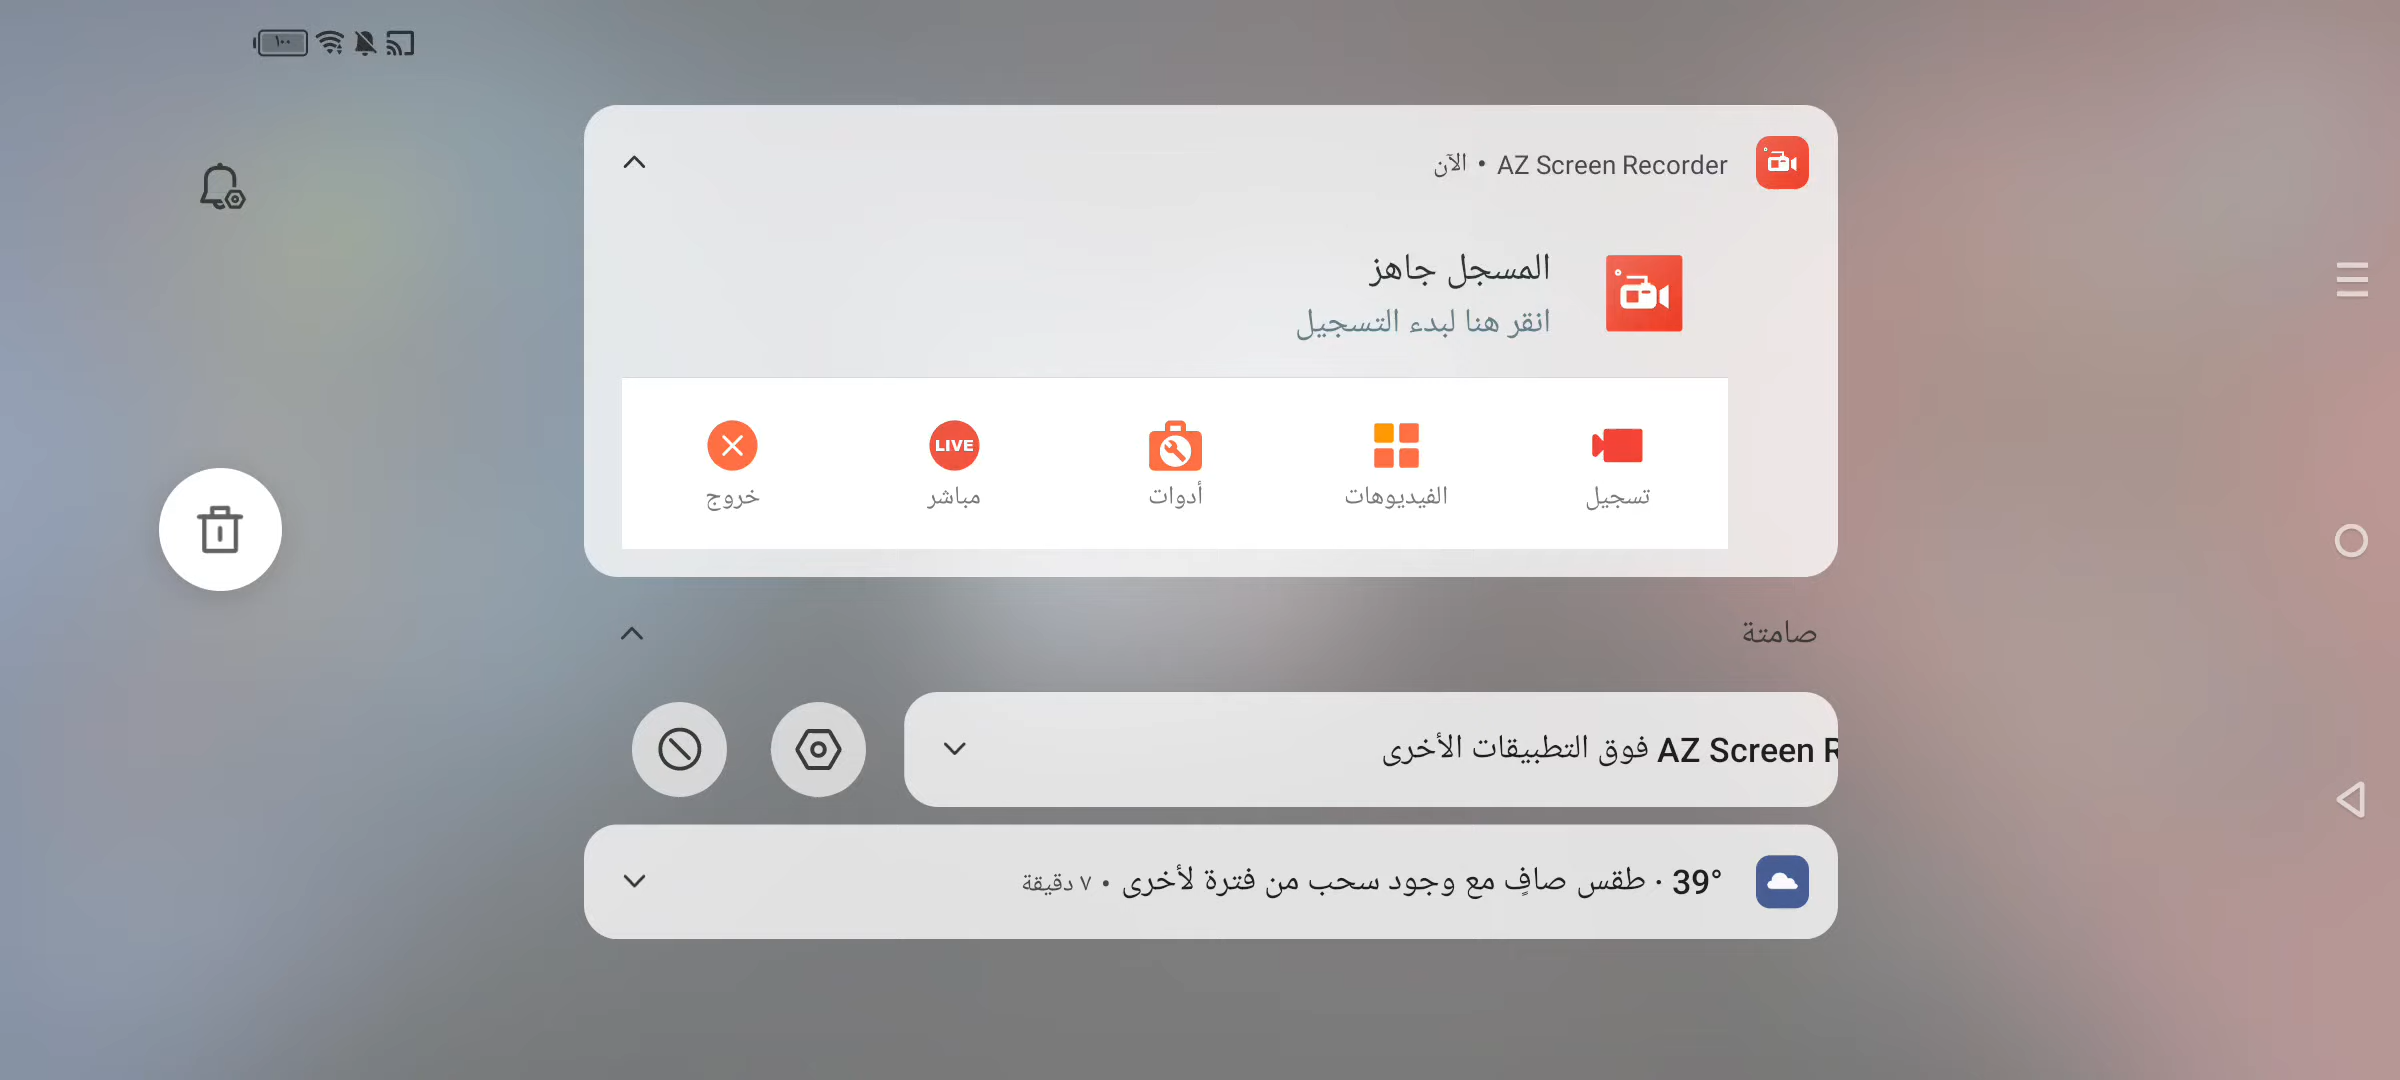 ١٠٠
AZ Screen Recorder • الآن
المسجل جاهز
انقر هنا لبدء التسجيل
تسجيل
الفيديوهات
أدوات
LIVE
مباشر
خروج
صامتة
AZ Screen R فوق التطبيقات الأخرى
39° · طقس صافٍ مع وجود سحب من فترة لأخرى • ٧ دقيقة